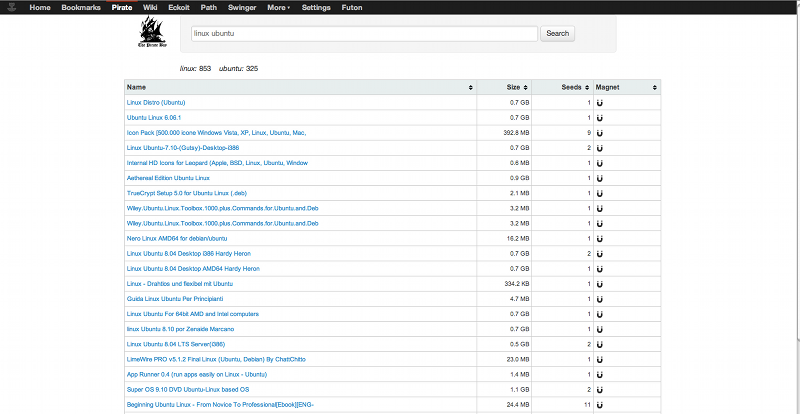 Home Bookmarks Pirate Wiki Eckoit Path Swinger More Settings Futon
The Pirate Bay
linux ubuntu Search
linux: 853 ubuntu: 325
Name Size Seeds Magnet
Linux Distro (Ubuntu) 0.7 GB 1
Ubuntu Linux 6.06.1 0.7 GB 1
Icon Pack [500.000 icone Windows Vista, XP, Linux, Ubuntu, Mac, 392.8 MB 9
Linux Ubuntu-7.10-(Gutsy)-Desktop-i386 0.7 GB 2
Internal HD Icons for Leopard (Apple, BSD, Linux, Ubuntu, Window 0.6 MB 1
Aethereal Edition Ubuntu Linux 0.9 GB 1
TrueCrypt Setup 5.0 for Ubuntu Linux (.deb) 2.1 MB 1
Wiley.Ubuntu.Linux.Toolbox.1000.plus.Commands.for.Ubuntu.and.Deb 3.2 MB 1
Wiley.Ubuntu.Linux.Toolbox.1000.plus.Commands.for.Ubuntu.and.Deb 3.2 MB 1
Nero Linux AMD64 for debian/ubuntu 16.2 MB 1
Linux Ubuntu 8.04 Desktop i386 Hardy Heron 0.7 GB 2
Linux Ubuntu 8.04 Desktop AMD64 Hardy Heron 0.7 GB 1
Linux - Drahtlos und flexibel mit Ubuntu 334.2 KB 1
Guida Linux Ubuntu Per Principianti 4.7 MB 1
Linux Ubuntu For 64bit AMD and Intel computers 0.7 GB 1
linux Ubuntu 8.10 por Zenaide Marcano 0.7 GB 1
Linux Ubuntu 8.04 LTS Server(i386) 0.5 GB 2
LimeWire PRO v5.1.2 Final Linux (Ubuntu, Debian) By ChattChitto 23.0 MB 1
App Runner 0.4 (run apps easily on Linux - Ubuntu) 1.4 MB 1
Super OS 9.10 DVD Ubuntu-Linux based OS 1.1 GB 2
Beginning Ubuntu Linux - From Novice To Professional[Ebook][ENG- 24.4 MB 11